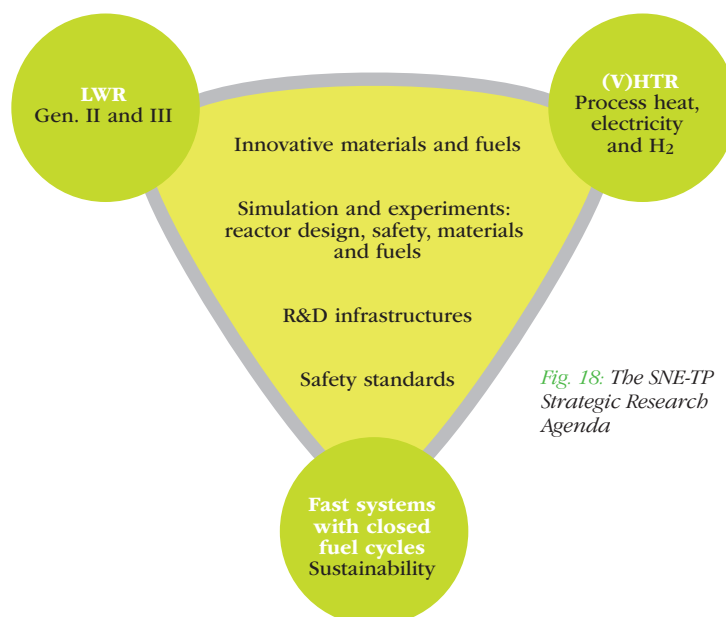 LWR
Gen. II and III
(V)HTR
Process heat,
electricity
and H2
Innovative materials and fuels
Simulation and experiments:
reactor design, safety, materials
and fuels
R&D infrastructures
Safety standards
Fig. 18: The SNE-TP
Strategic Research
Agenda
Fast systems
with closed
fuel cycles
Sustainability